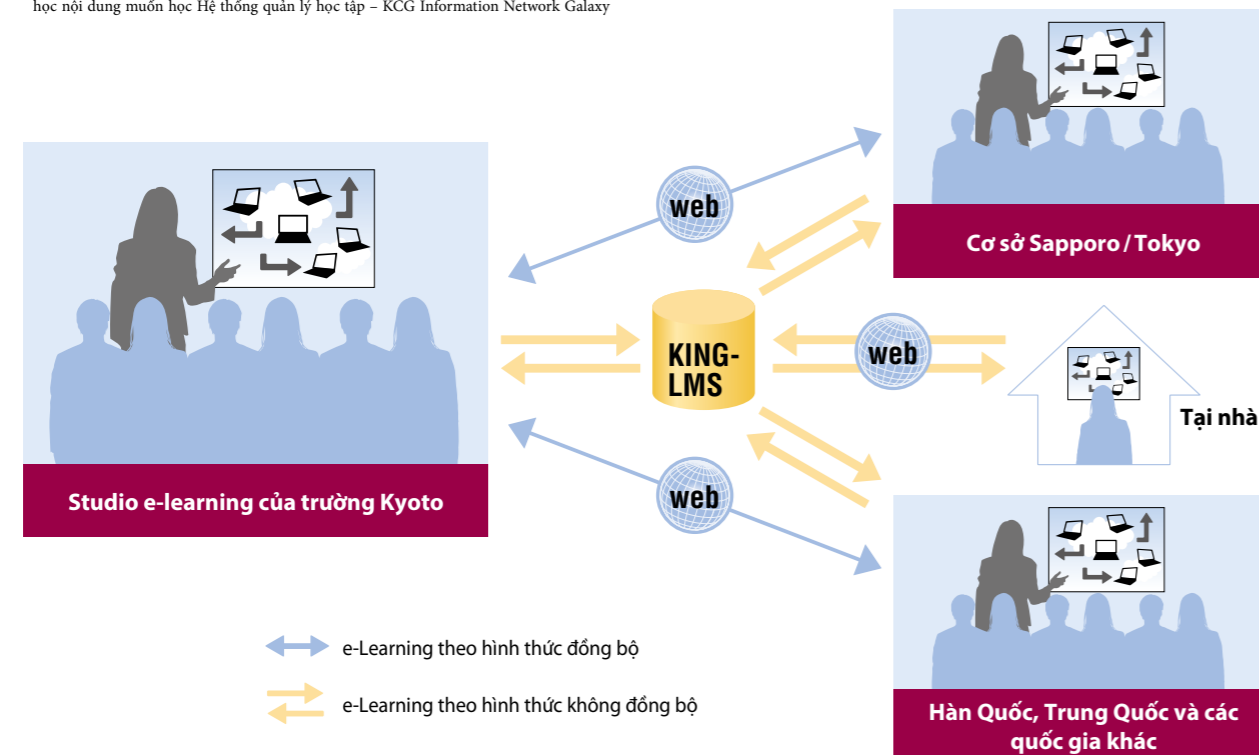 học nội dung muốn học Hệ thống quản lý học tập – KCG Information Network Galaxy
web
Cơ sở Sapporo / Tokyo
KING-
LMS
web
Tại nhà
Studio e-learning của trường Kyoto
web
e-Learning theo hình thức đồng bộ
e-Learning theo hình thức không đồng bộ
Hàn Quốc, Trung Quốc và các
quốc gia khác